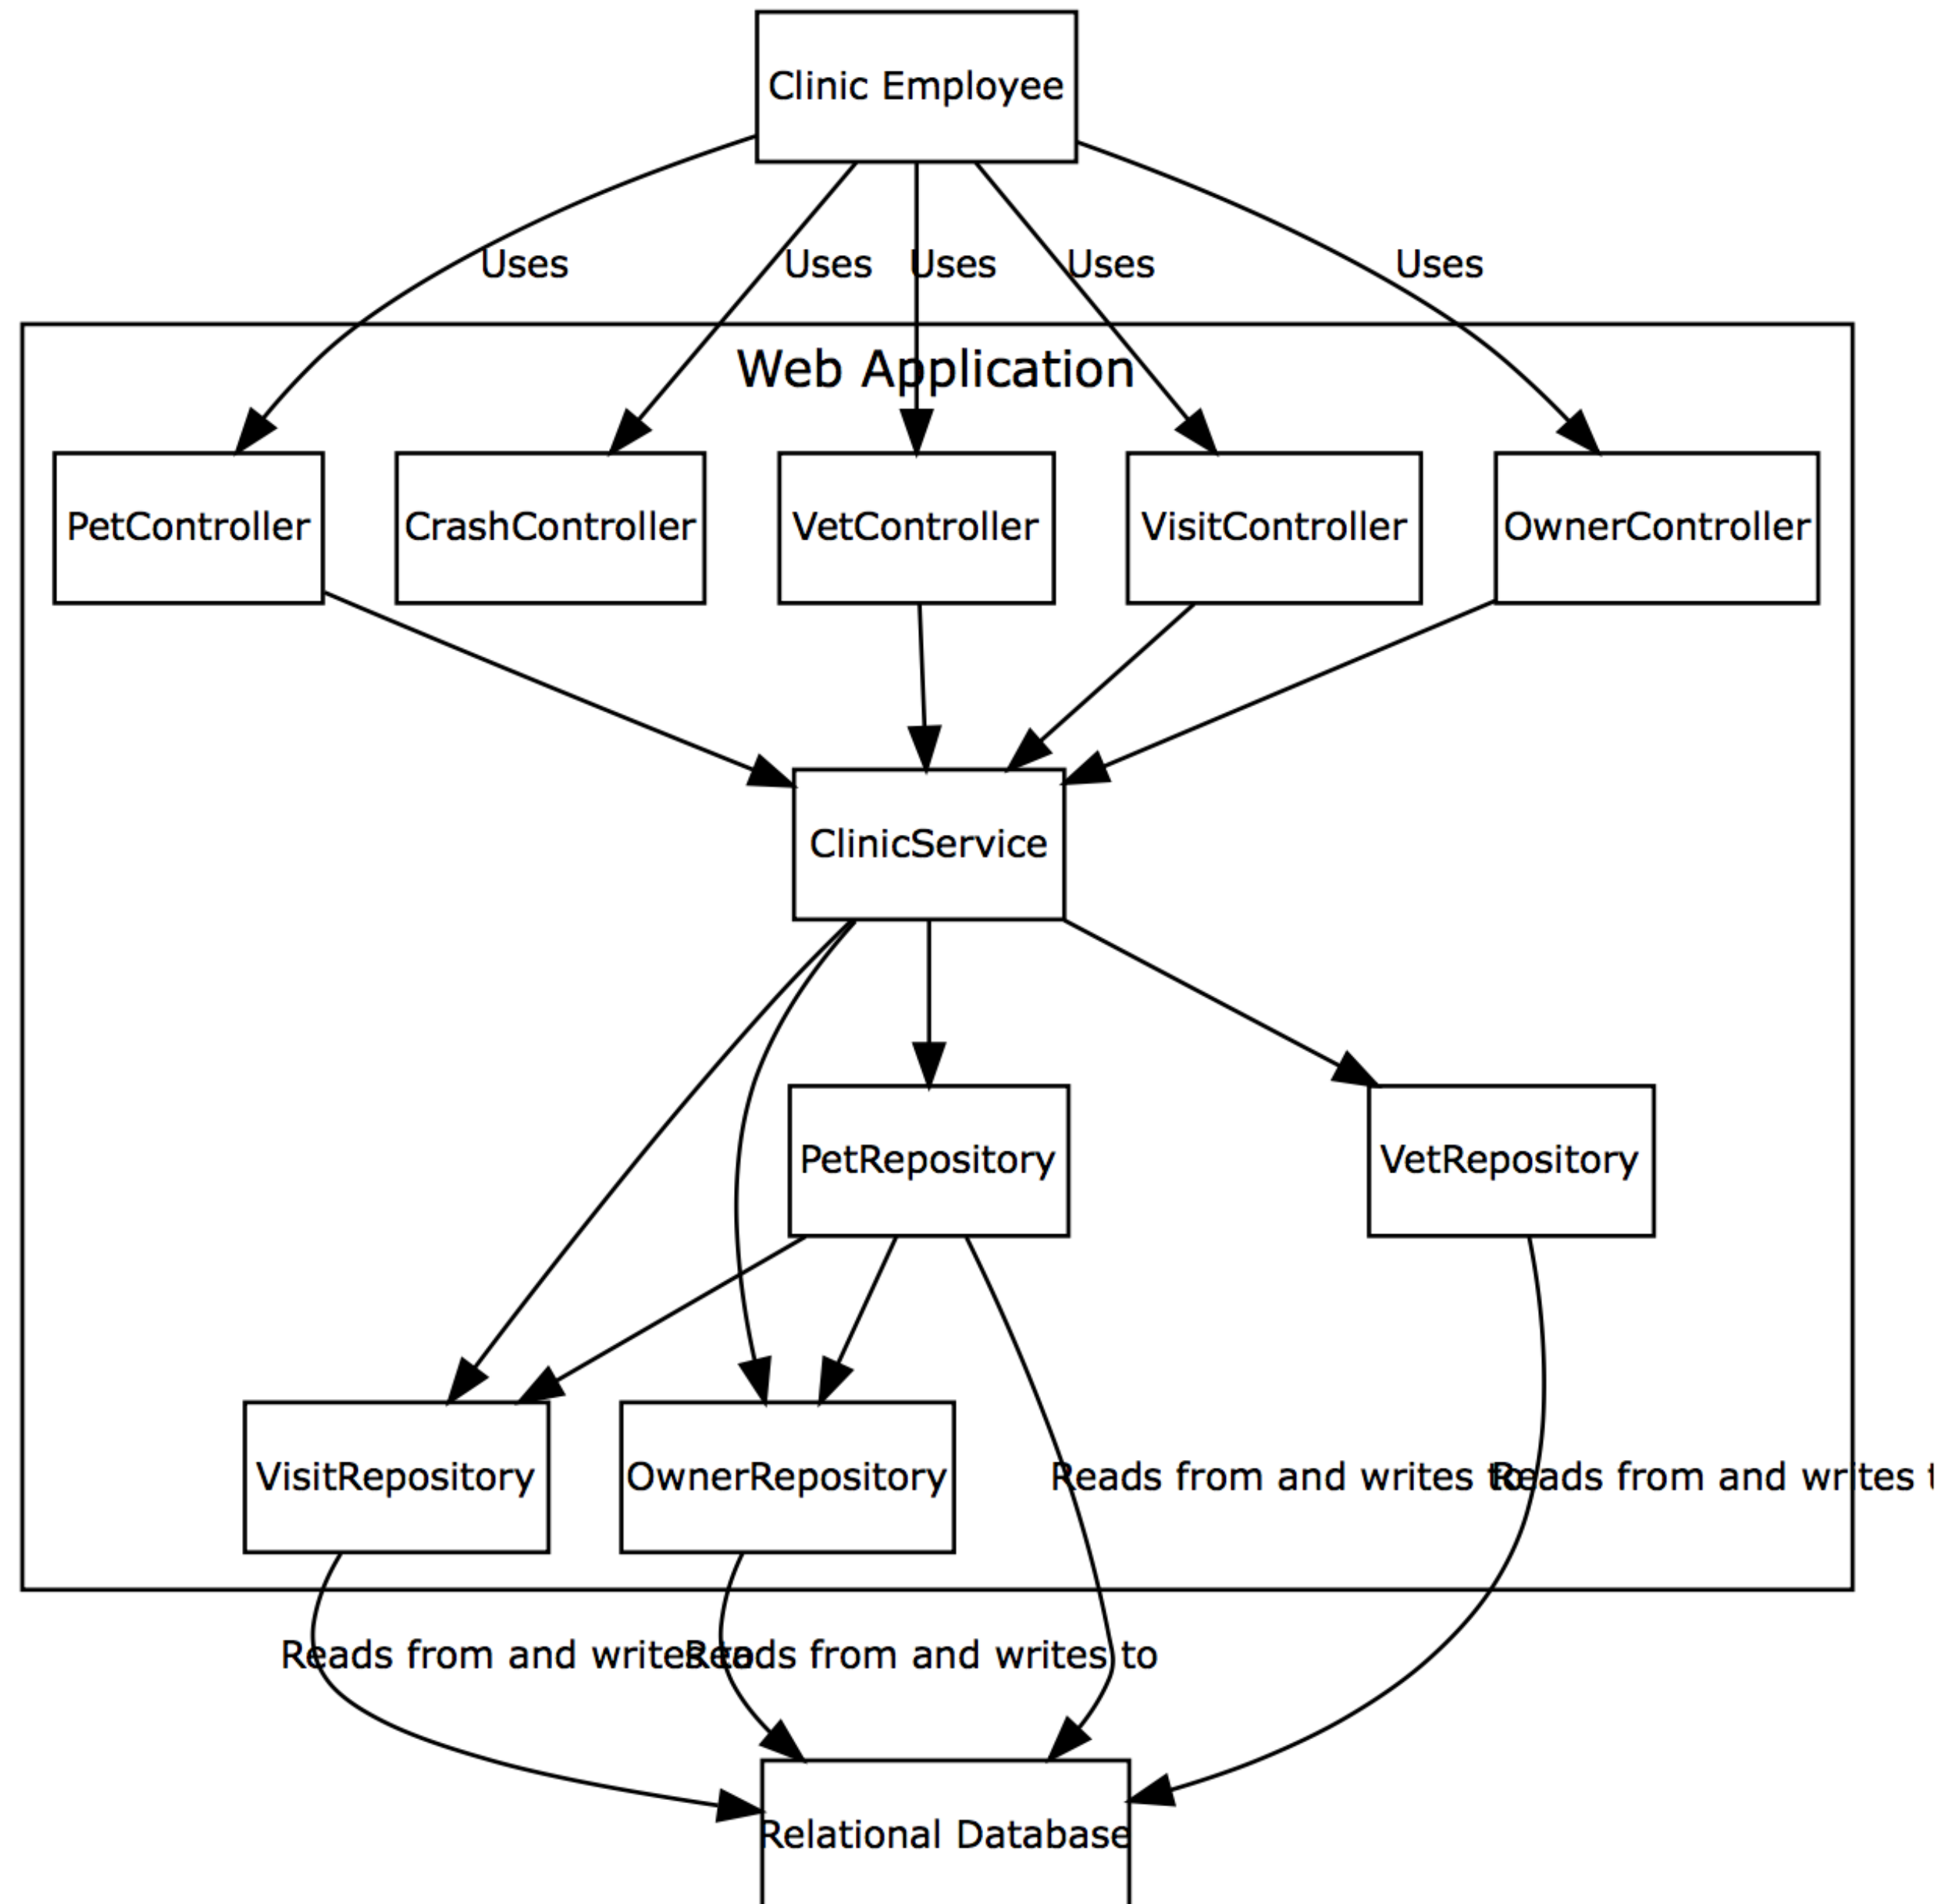 Clinic Employee
Uses
Uses
Uses
Uses
Uses
Web Application
PetController
CrashController
VetController
VisitController
OwnerController
ClinicService
PetRepository
VetRepository
VisitRepository
OwnerRepository
Reads from and writes to
Reads from and writes t
Reads from and writes to
Reads from and writes to
Relational Database